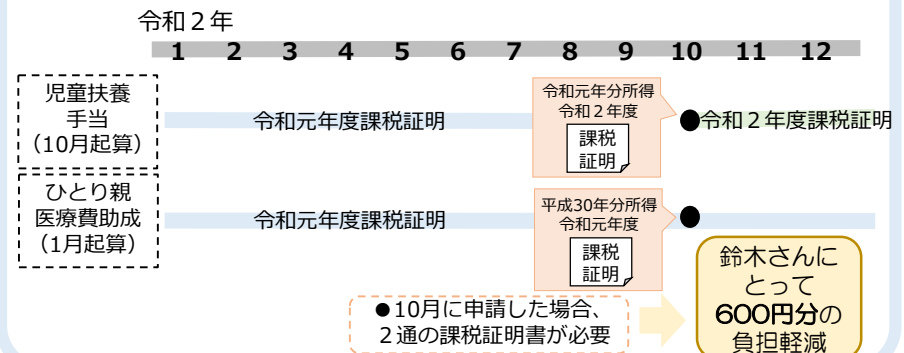 令和２年
1 2 3 4 5 6 7 8 9 10 11 12
児童扶養
手当
（10月起算）
令和元年度課税証明
令和元年分所得
令和２年度
課税
証明
●令和２年度課税証明
ひとり親
医療費助成
（1月起算）
令和元年度課税証明
平成30年分所得
令和元年度
課税
証明
●
●10月に申請した場合、
２通の課税証明書が必要
鈴木さんに
とって
600円分の
負担軽減